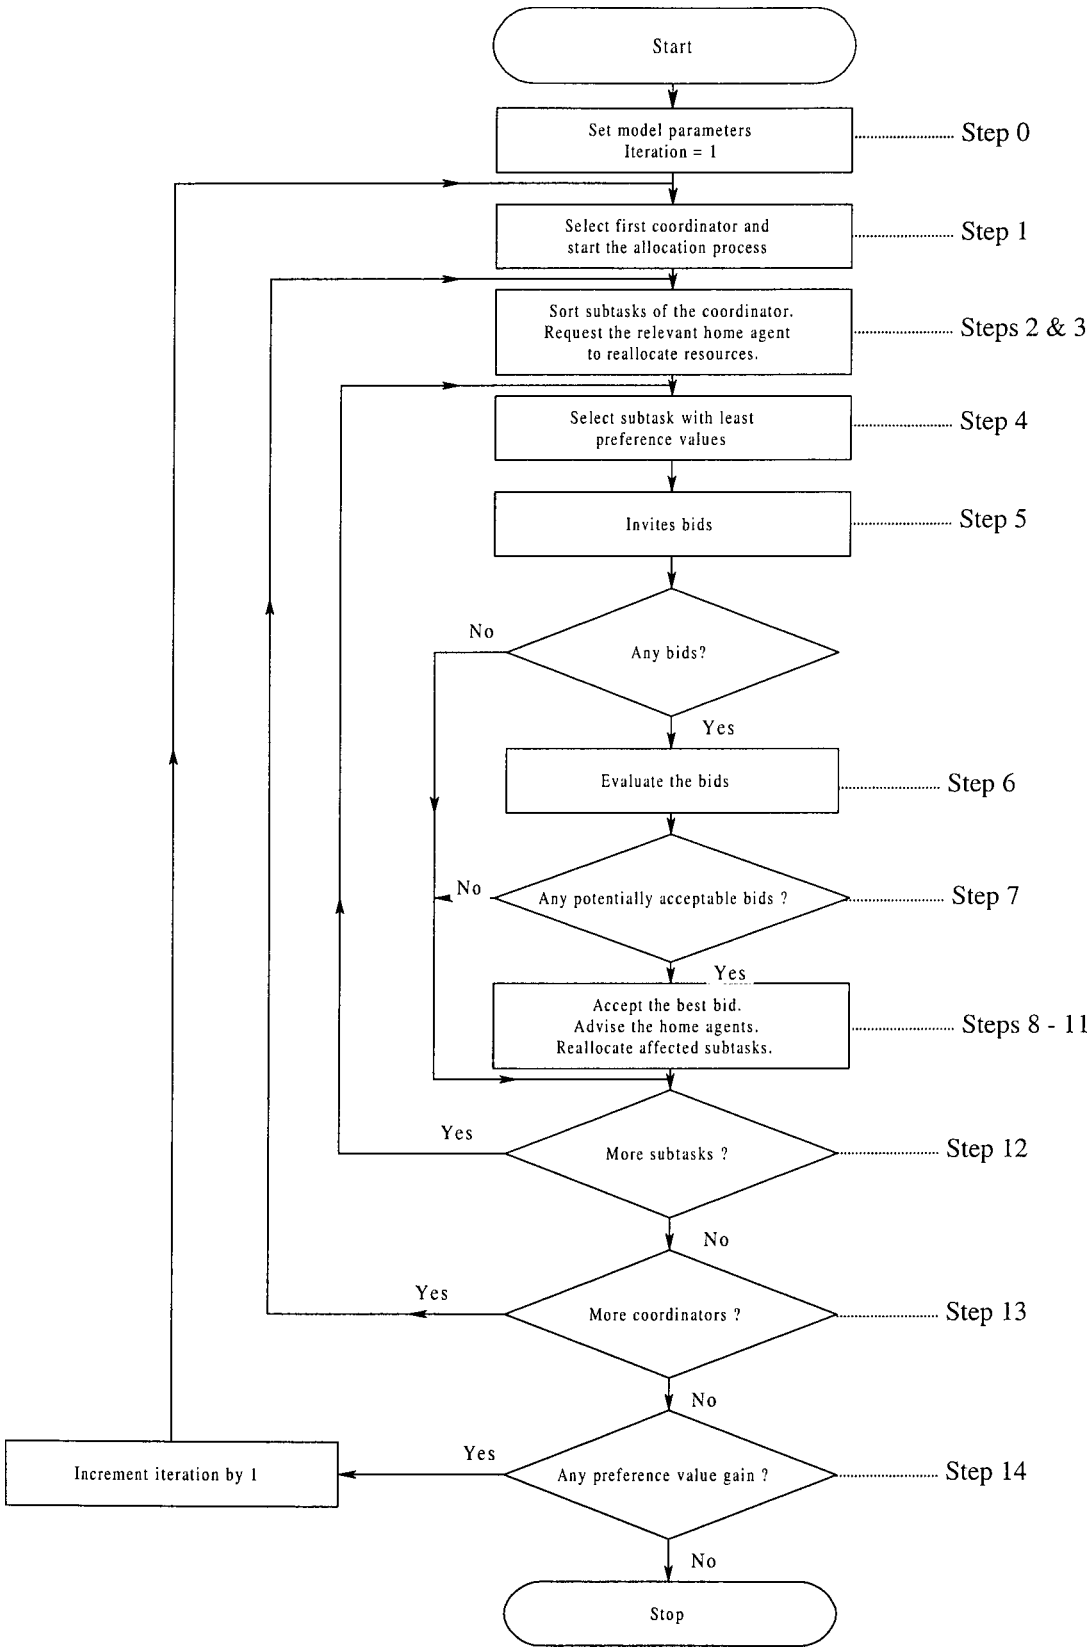 Start
Set model parameters
Iteration = 1
Step 0
Select first coordinator and
start the allocation process
Step 1
Sort subtasks of the coordinator.
Request the relevant home agent
to reallocate resources.
Steps 2 & 3
Select subtask with least
preference values
Step 4
Invites bids
Step 5
No
Any bids?
Yes
Evaluate the bids
Step 6
No
Any potentially acceptable bids ?
Step 7
Yes
Accept the best bid.
Advise the home agents.
Reallocate affected subtasks.
Steps 8 - 11
Yes
More subtasks ?
Step 12
No
Yes
More coordinators ?
Step 13
No
Increment iteration by 1
Yes
Any preference value gain ?
Step 14
No
Stop